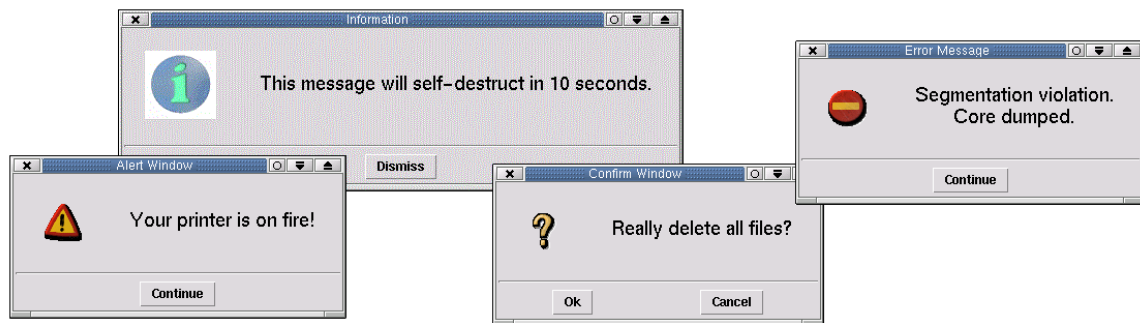 Information
This message will self-destruct in 10 seconds.
Dismiss
Error Message
Segmentation violation.
Core dumped.
Continue
Alert Window
Your printer is on fire!
Continue
Confirm Window
Really delete all files?
Ok
Cancel